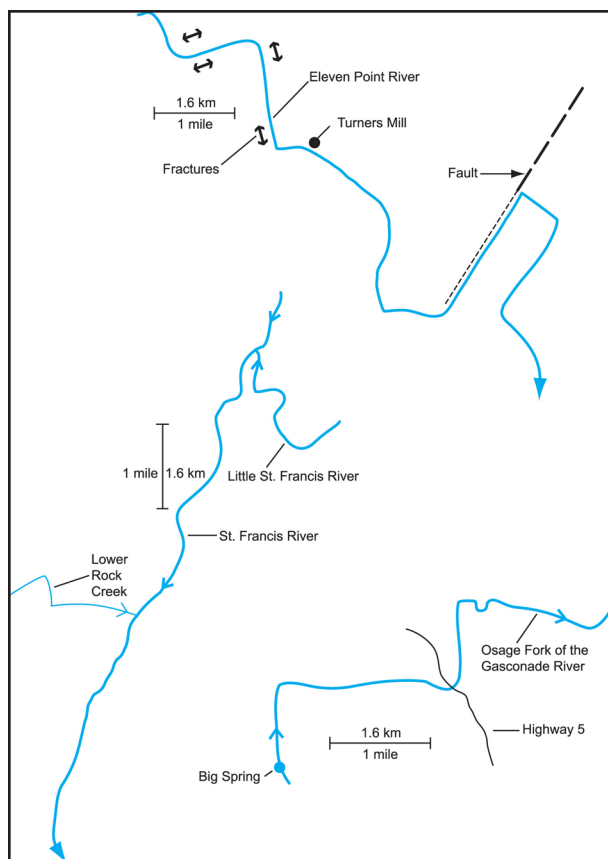 Eleven Point River
1.6 km
1 mile
Turners Mill
Fractures
Fault
1 mile
1.6 km
Little St. Francis River
St. Francis River
Lower
Rock
Creek
Osage Fork of the
Gasconade River
1.6 km
1 mile
Highway 5
Big Spring